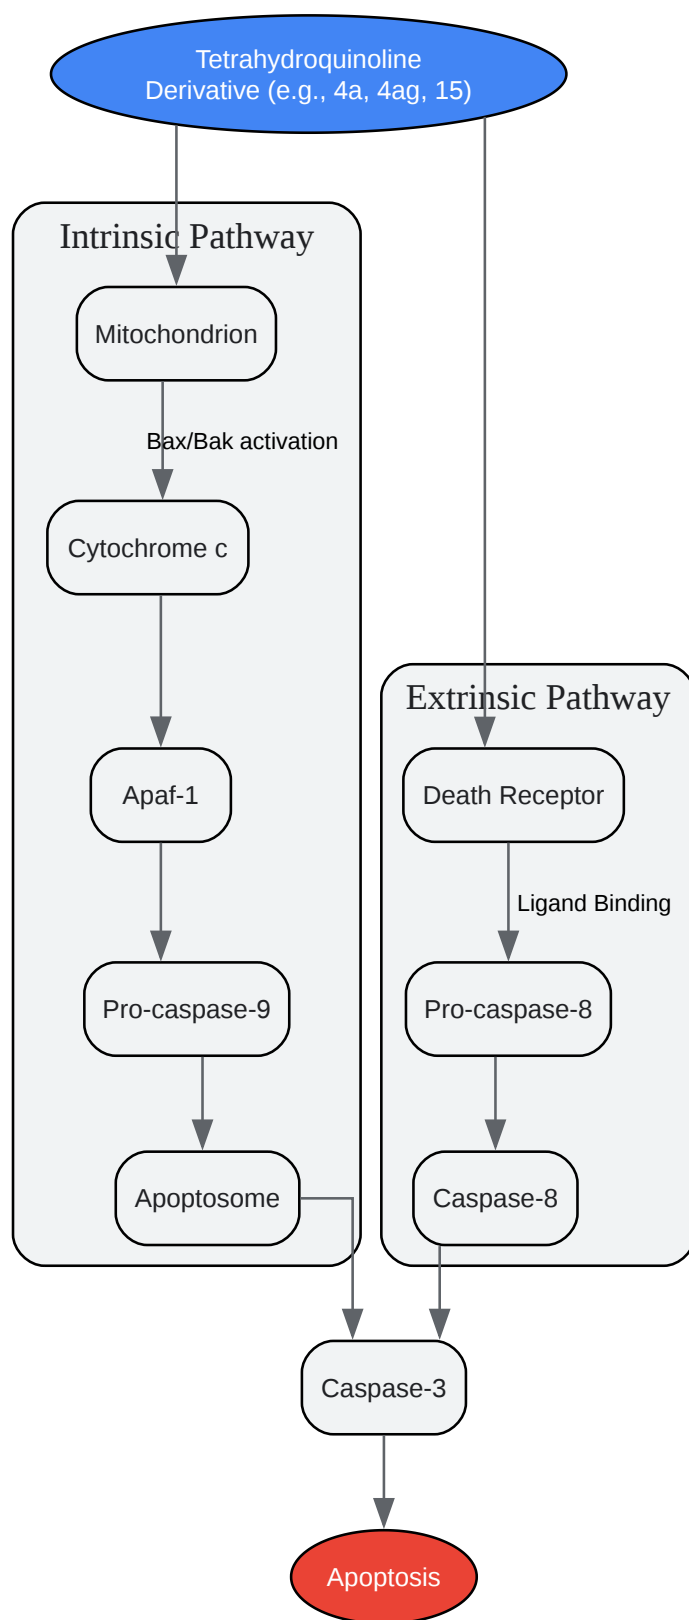 Tetrahydroquinoline
Derivative (e.g., 4a, 4ag, 15)
Intrinsic Pathway
Mitochondrion
Bax/Bak activation
Cytochrome c
Apaf-1
Pro-caspase-9
Apoptosome
Extrinsic Pathway
Death Receptor
Ligand Binding
Pro-caspase-8
Caspase-8
Caspase-3
Apoptosis